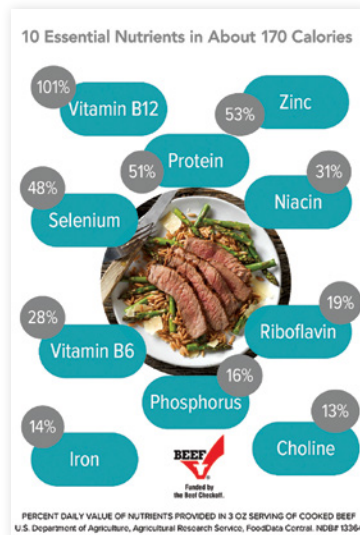 10 Essential Nutrients in About 170 Calories
101%
Vitamin B12
53%
Zinc
51%
Protein
48%
Selenium
31%
Niacin
28%
Vitamin B6
19%
Riboflavin
16%
Phosphorus
14%
Iron
13%
Choline
BEEF
Funded by
the Beef Checkoff.
PERCENT DAILY VALUE OF NUTRIENTS PROVIDED IN 3 OZ SERVING OF COOKED BEEF
U.S. Department of Agriculture, Agricultural Research Service, FoodData Central. NDB# 13364